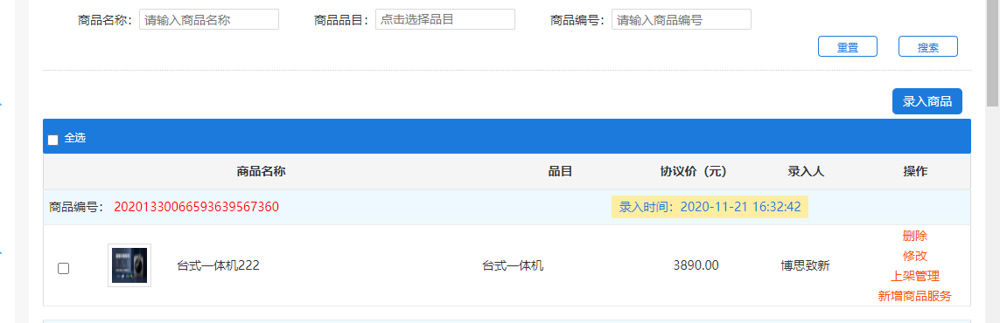 商品名称： 请输入商品名称 商品品目： 点击选择品目 商品编号： 请输入商品编号
重置 搜索
录入商品
全选
商品名称 品目 协议价（元） 录入人 操作
商品编号： 20201330066593639567360 录入时间：2020-11-21 16:32:42
删除
修改
台式一体机222 台式一体机 3890.00 博思致新
上架管理
新增商品服务